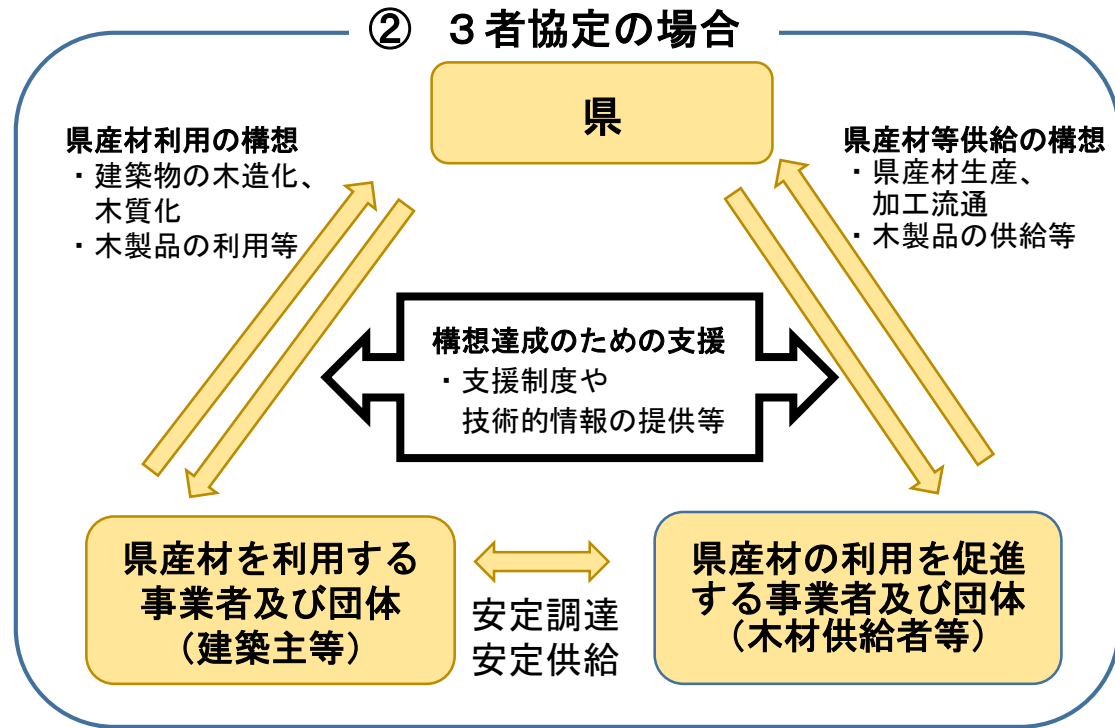 ② 3者協定の場合
県
県産材利用の構想
・建築物の木造化、
木質化
・木製品の利用等
県産材等供給の構想
・県産材生産、
加工流通
・木製品の供給等
構想達成のための支援
・支援制度や
技術的情報の提供等
県産材を利用する
事業者及び団体
（建築主等）
安定調達
安定供給
県産材の利用を促進
する事業者及び団体
（木材供給者等）